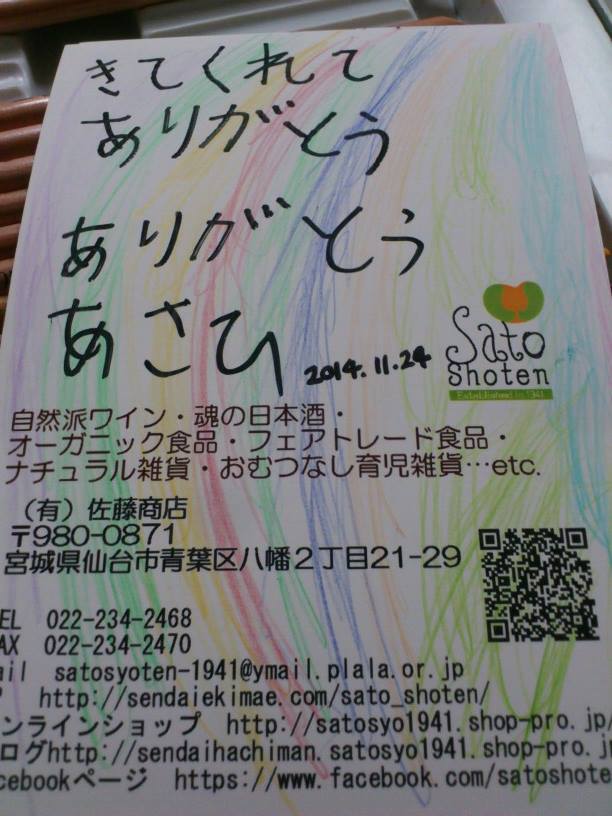 きてくれて
ありがとう
ありがとう
あさひ 2014.11.24
Sato
Shoten
Established in 1941
自然派ワイン・魂の日本酒・
オーガニック食品・フェアトレード食品・
ナチュラル雑貨・おむつなし育児雑貨…etc.
（有）佐藤商店
〒980-0871
宮城県仙台市青葉区八幡２丁目21-29
TEL 022-234-2468
FAX 022-234-2470
ail satosyoten-1941@ymail.plala.or.jp
P http://sendaiekimae.com/sato_shoten/
ンラインショップ http://satosyo1941.shop-pro.jp/
ログhttp://sendaihachiman.satosyo1941.shop-pro.j
cebookページ https://www.facebook.com/satoshote